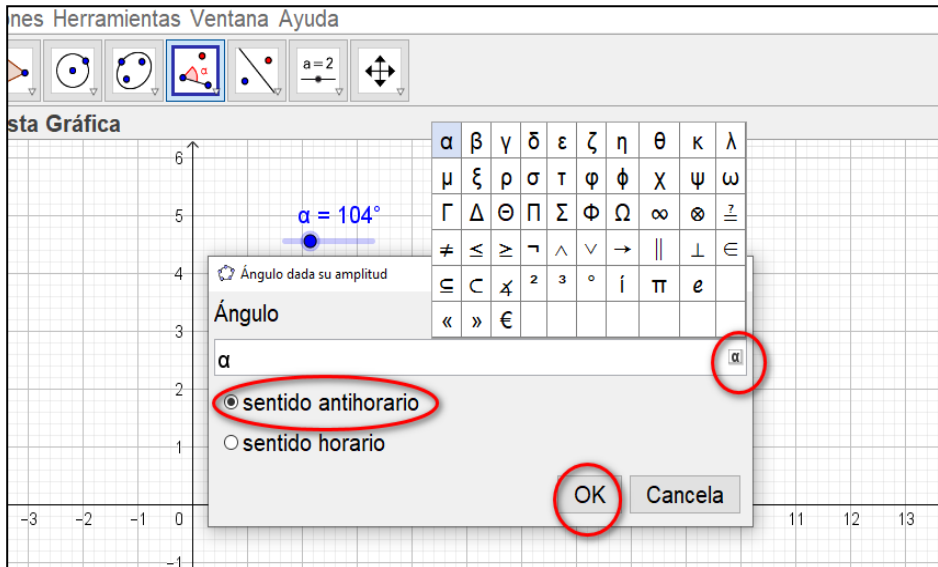 ones Herramientas Ventana Ayuda
α
a = 2
sta Gráfica
6
α = 104°
5
4
3
2
1
0
-1
-3 -2 -1
11 12 13
Ángulo dada su amplitud
Ángulo
α β γ δ ε ζ η θ κ λ
μ ξ ρ σ τ φ ϕ χ ψ ω
Γ Δ Θ Π Σ Φ Ω ∞ ⊗ ≟
≠ ≤ ≥ ¬ ∧ ∨ → ∥ ⊥ ∈
⊆ ⊂ ∡ ² ³ ° í π e
« » €
α α
sentido antihorario
sentido horario
OK Cancela